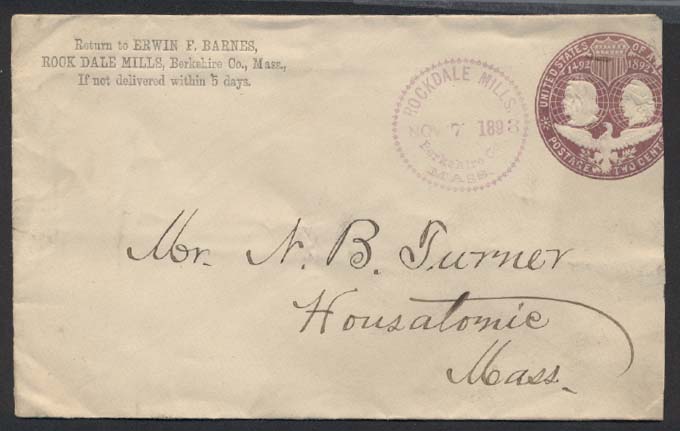 Return to ERWIN F. BARNES,
ROCK DALE MILLS, Berkshire Co., Mass.,
If not delivered within 5 days.
ROCKDALE MILLS,
NOV 7 1893
Berkshire Co.
MASS.
UNITED STATES OF A
1492 1892
POSTAGE TWO CENTS
Mr. N. B. Turner
Housatonic
Mass.